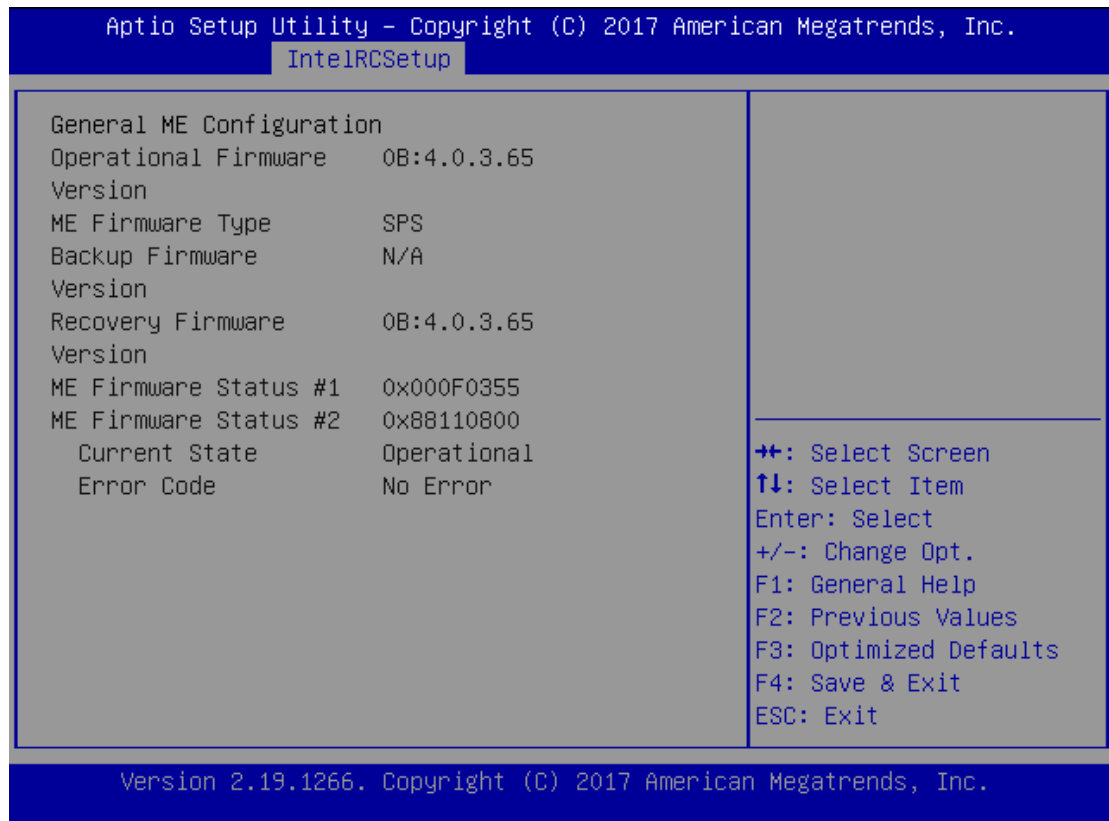 Aptio Setup Utility – Copyright (C) 2017 American Megatrends, Inc.
IntelRCSetup
General ME Configuration
Operational Firmware 0B:4.0.3.65
Version
ME Firmware Type SPS
Backup Firmware N/A
Version
Recovery Firmware 0B:4.0.3.65
Version
ME Firmware Status #1 0x000F0355
ME Firmware Status #2 0x88110800
Current State Operational
Error Code No Error
→←: Select Screen
↑↓: Select Item
Enter: Select
+/-: Change Opt.
F1: General Help
F2: Previous Values
F3: Optimized Defaults
F4: Save & Exit
ESC: Exit
Version 2.19.1266. Copyright (C) 2017 American Megatrends, Inc.